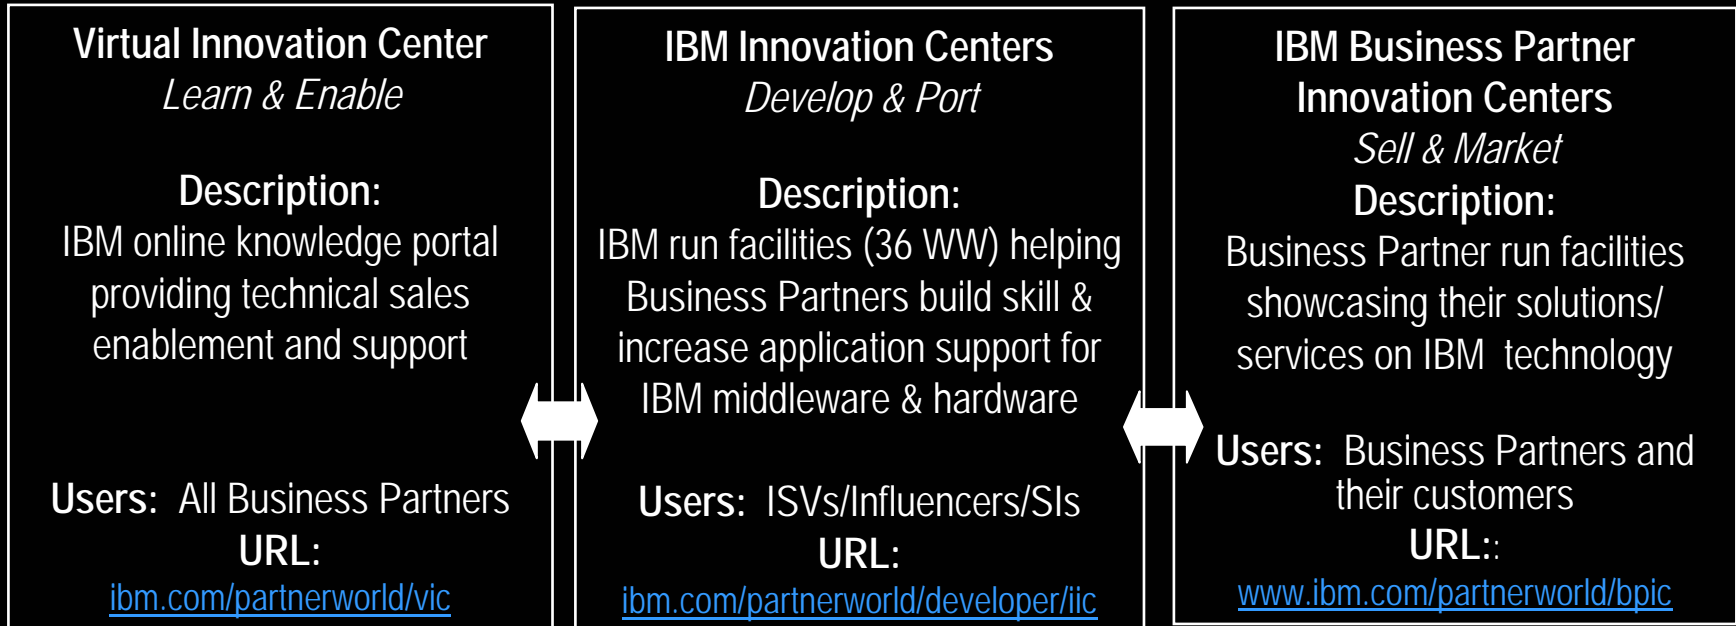 Virtual Innovation Center
Learn & Enable
Description:
IBM online knowledge portal
providing technical sales
enablement and support
Users:  All Business Partners
URL:
ibm.com/partnerworld/vic
IBM Innovation Centers
Develop & Port
Description:
IBM run facilities (36 WW) helping
Business Partners build skill &
increase application support for
IBM middleware & hardware
Users:  ISVs/Influencers/SIs
URL:
ibm.com/partnerworld/developer/iic
IBM Business Partner
Innovation Centers
Sell & Market
Description:
Business Partner run facilities
showcasing their solutions/
services on IBM  technology
Users:  Business Partners and
their customers
URL::
www.ibm.com/partnerworld/bpic